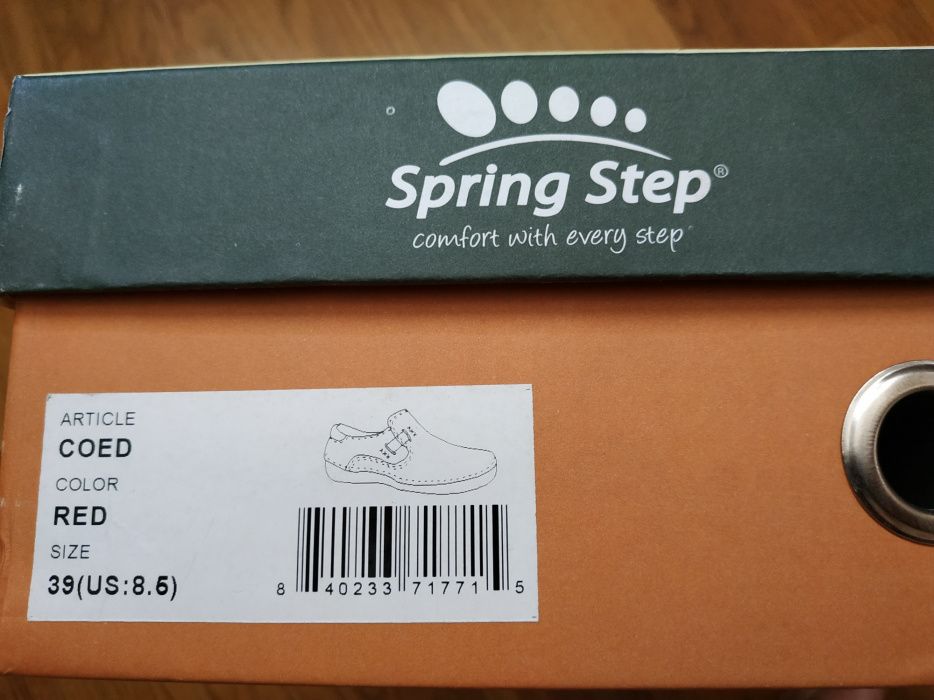 Spring Step®
comfort with every step
ARTICLE
COED
COLOR
RED
SIZE
39(US:8.5)
8 40233 71771 5